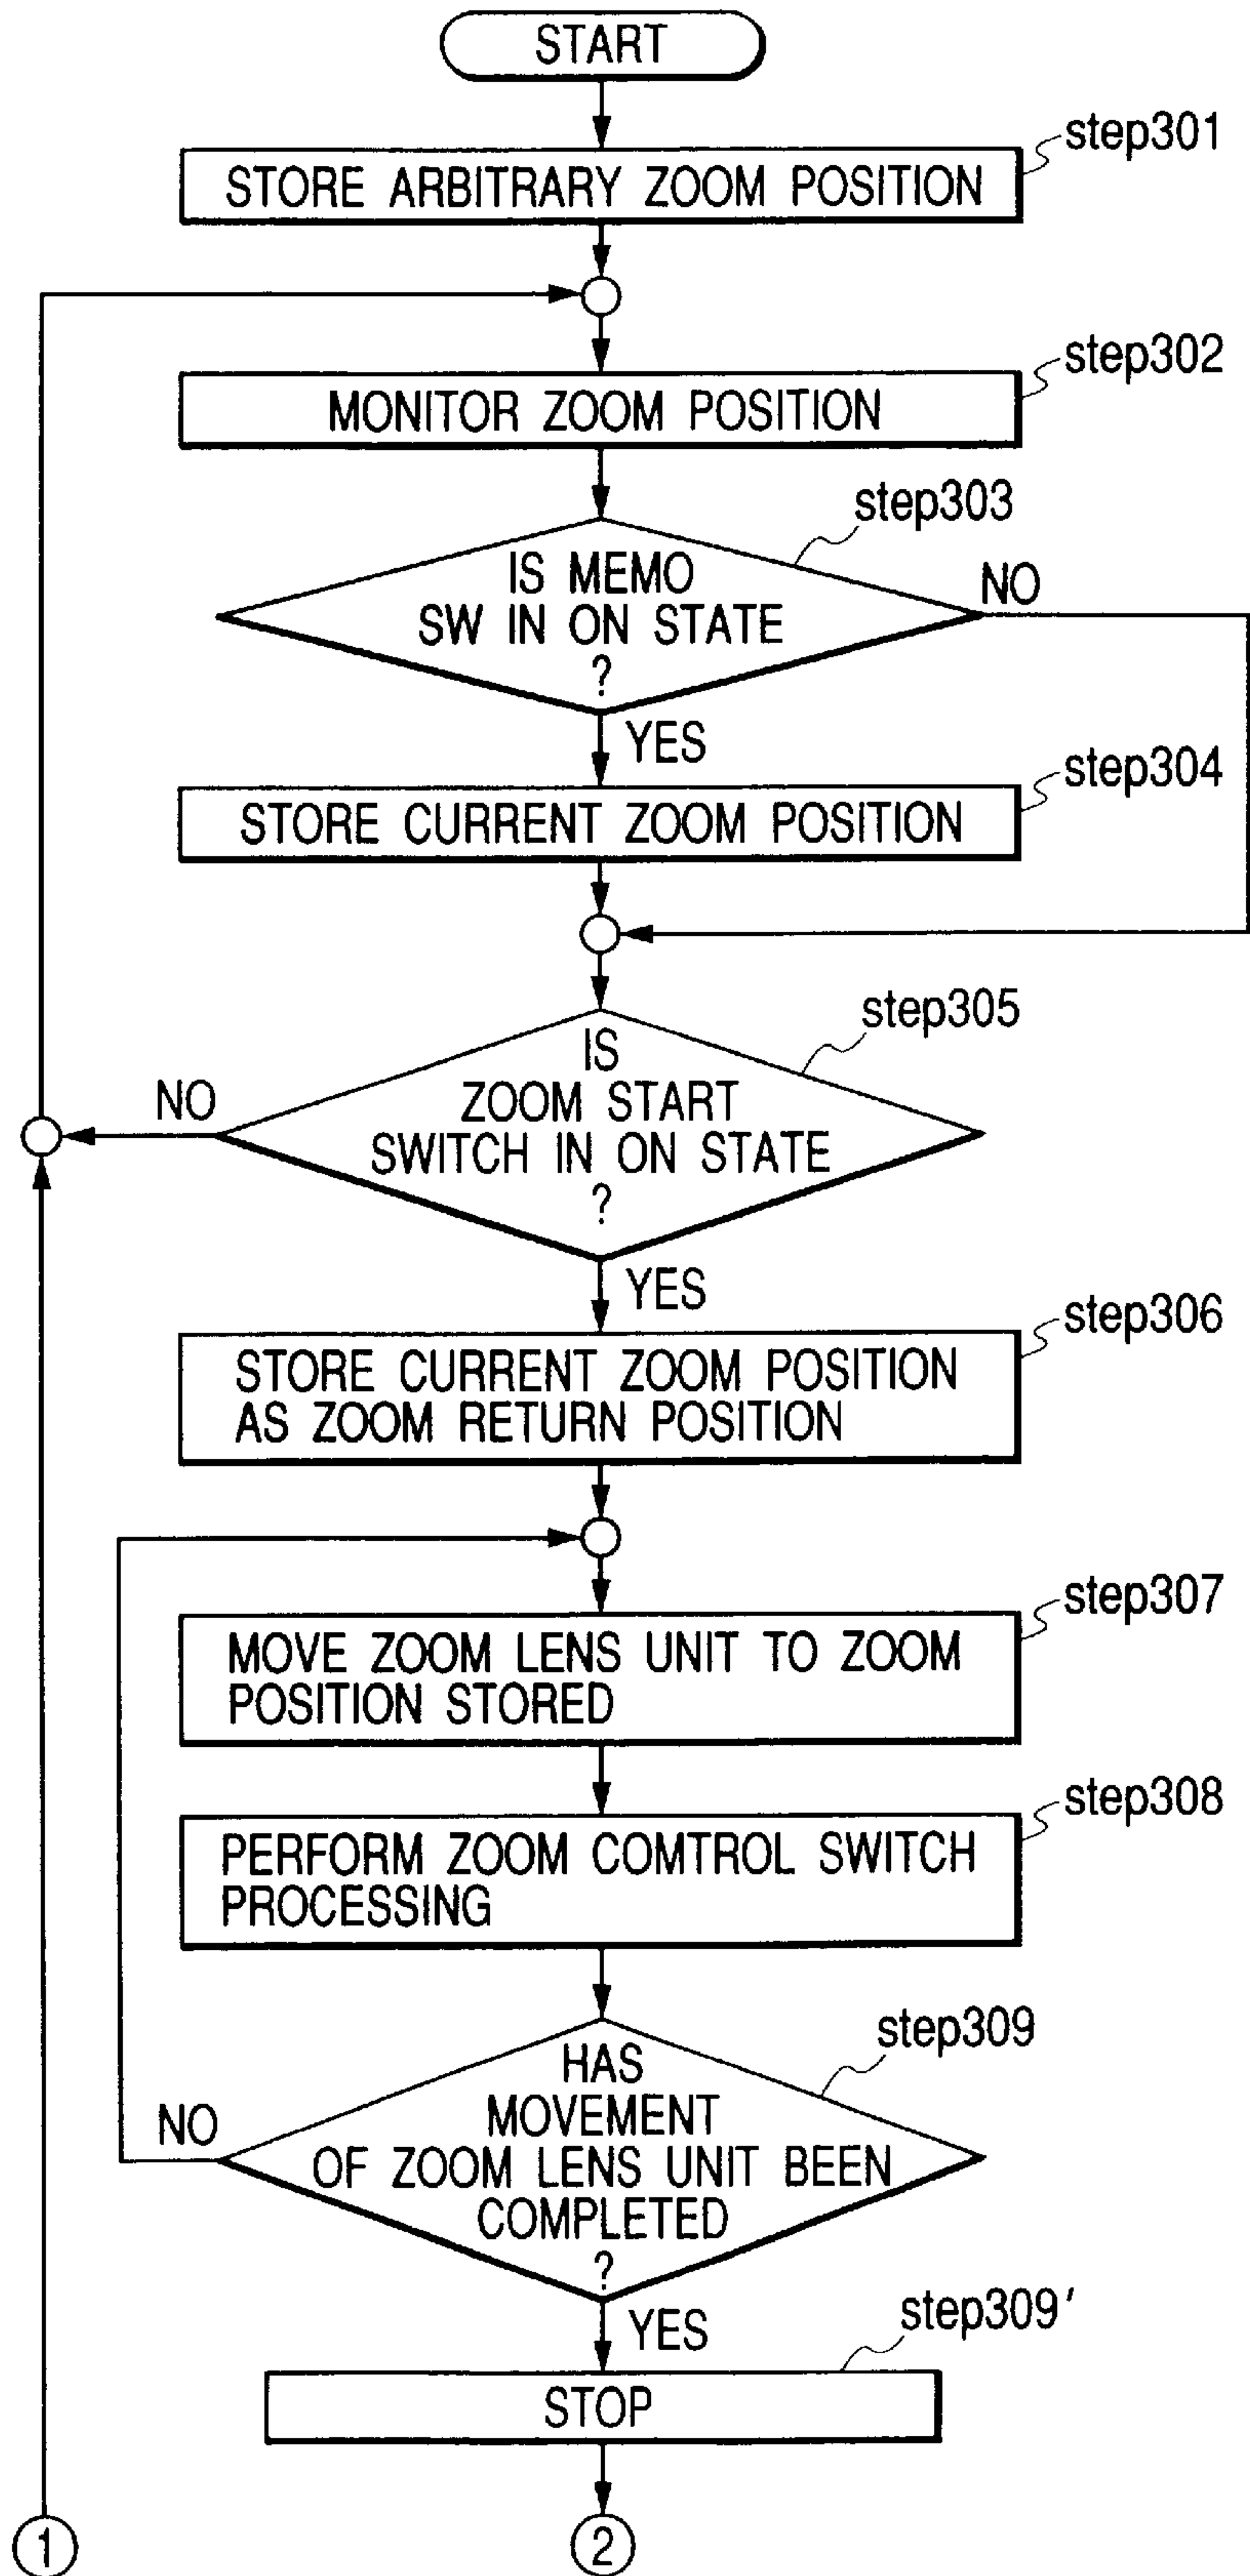 START
step301
STORE ARBITRARY ZOOM POSITION
step302
MONITOR ZOOM POSITION
step303
IS MEMO
SW IN ON STATE
?
NO
YES
step304
STORE CURRENT ZOOM POSITION
step305
IS
ZOOM START
SWITCH IN ON STATE
?
NO
YES
step306
STORE CURRENT ZOOM POSITION
AS ZOOM RETURN POSITION
step307
MOVE ZOOM LENS UNIT TO ZOOM
POSITION STORED
step308
PERFORM ZOOM COMTROL SWITCH
PROCESSING
step309
HAS
MOVEMENT
OF ZOOM LENS UNIT BEEN
COMPLETED
?
NO
YES
step309'
STOP
1
2